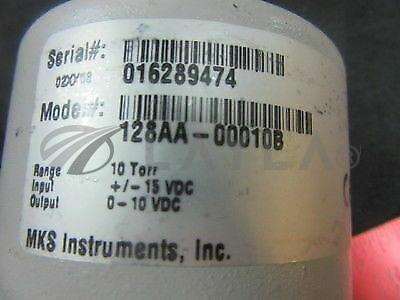 Serial#:
016289474
Model#:
128AA-00010B
Range 10 Torr
Input +/- 15 VDC
Output 0-10 VDC
MKS Instruments, Inc.